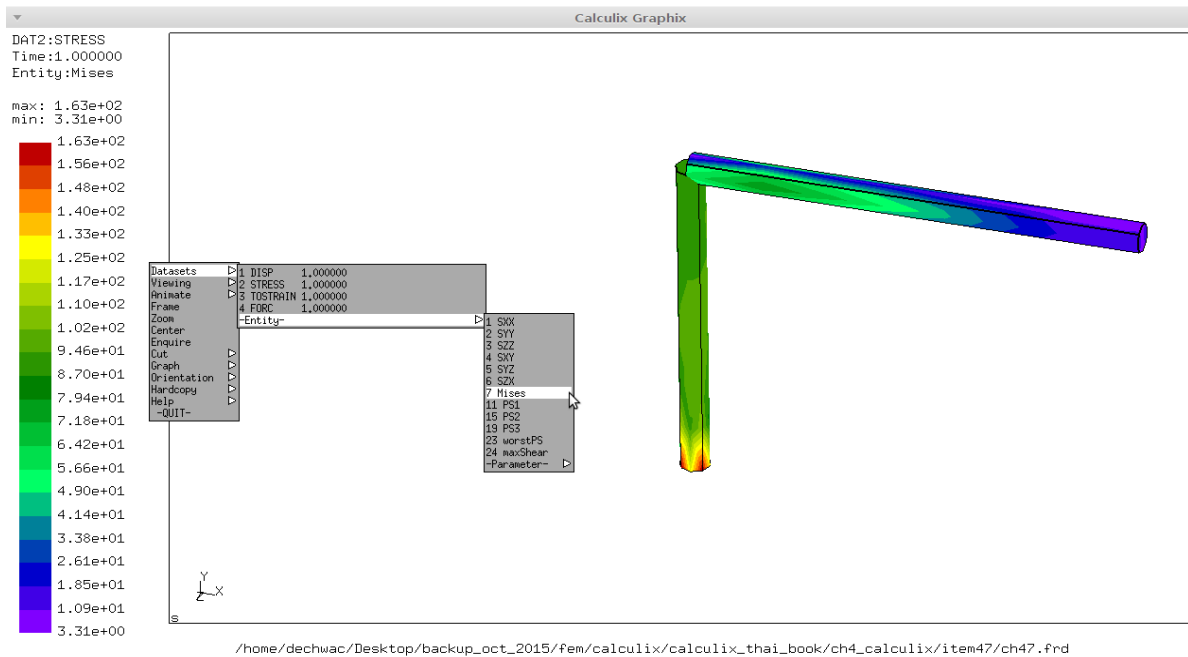 Calculix Graphix
DAT2:STRESS
Time:1.000000
Entity:Mises
max: 1.63e+02
min: 3.31e+00
1.63e+02
1.56e+02
1.48e+02
1.40e+02
1.33e+02
1.25e+02
1.17e+02
1.10e+02
1.02e+02
9.46e+01
8.70e+01
7.94e+01
7.18e+01
6.42e+01
5.66e+01
4.90e+01
4.14e+01
3.38e+01
2.61e+01
1.85e+01
1.09e+01
3.31e+00
Datasets
Viewing
Animate
Frame
Zoom
Center
Enquire
Cut
Graph
Orientation
Hardcopy
Help
-QUIT-
1 DISP 1.000000
2 STRESS 1.000000
3 TOSTRAIN 1.000000
4 FORC 1.000000
-Entity-
1 SXX
2 SYY
3 SZZ
4 SXY
5 SYZ
6 SZX
7 Mises
11 PS1
15 PS2
19 PS3
23 worstPS
24 maxShear
-Parameter-
Y
Z X
s
/home/dechwac/Desktop/backup_oct_2015/fem/calculix/calculix_thai_book/ch4_calculix/item47/ch47.frd